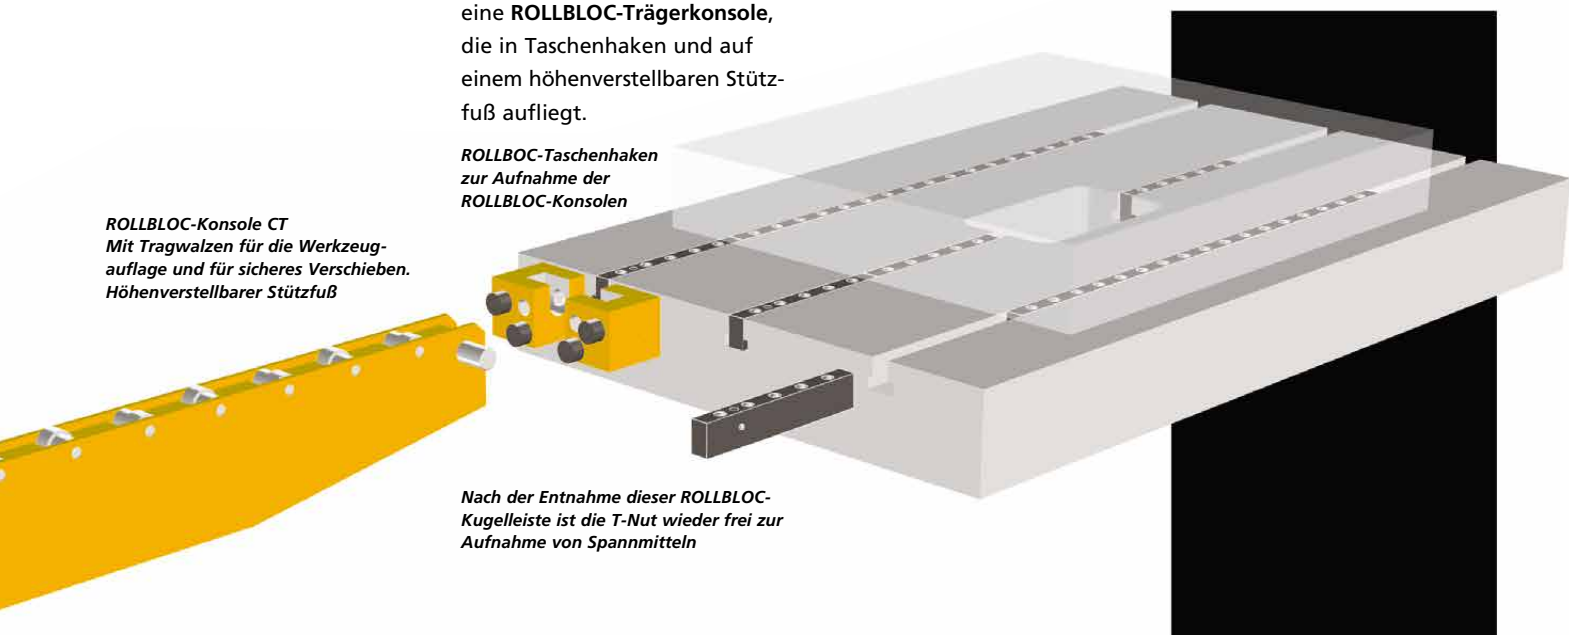 eine ROLLBLOC-Trägerkonsole,
die in Taschenhaken und auf
einem höhenverstellbaren Stütz-
fuß aufliegt.
ROLLBOC-Taschenhaken
zur Aufnahme der
ROLLBLOC-Konsolen
ROLLBLOC-Konsole CT
Mit Tragwalzen für die Werkzeug-
auflage und für sicheres Verschieben.
Höhenverstellbarer Stützfuß
Nach der Entnahme dieser ROLLBLOC-
Kugelleiste ist die T-Nut wieder frei zur
Aufnahme von Spannmitteln